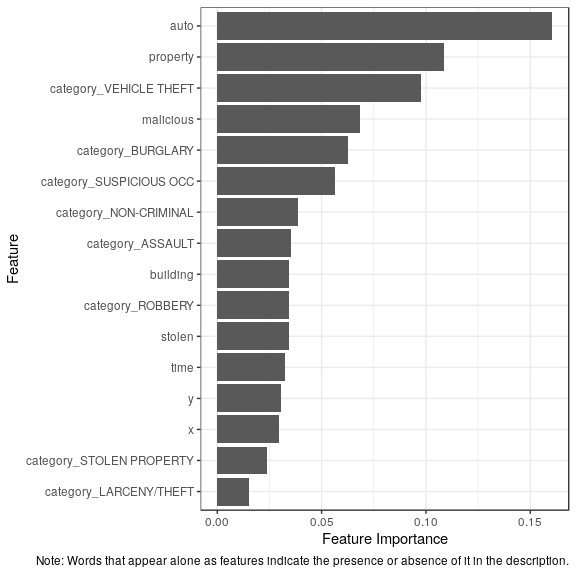 auto
property
category_VEHICLE THEFT
malicious
category_BURGLARY
category_SUSPICIOUS OCC
category_NON-CRIMINAL
category_ASSAULT
building
category_ROBBERY
stolen
time
y
x
category_STOLEN PROPERTY
category_LARCENY/THEFT
Feature
0.00 0.05 0.10 0.15
Feature Importance
Note: Words that appear alone as features indicate the presence or absence of it in the description.